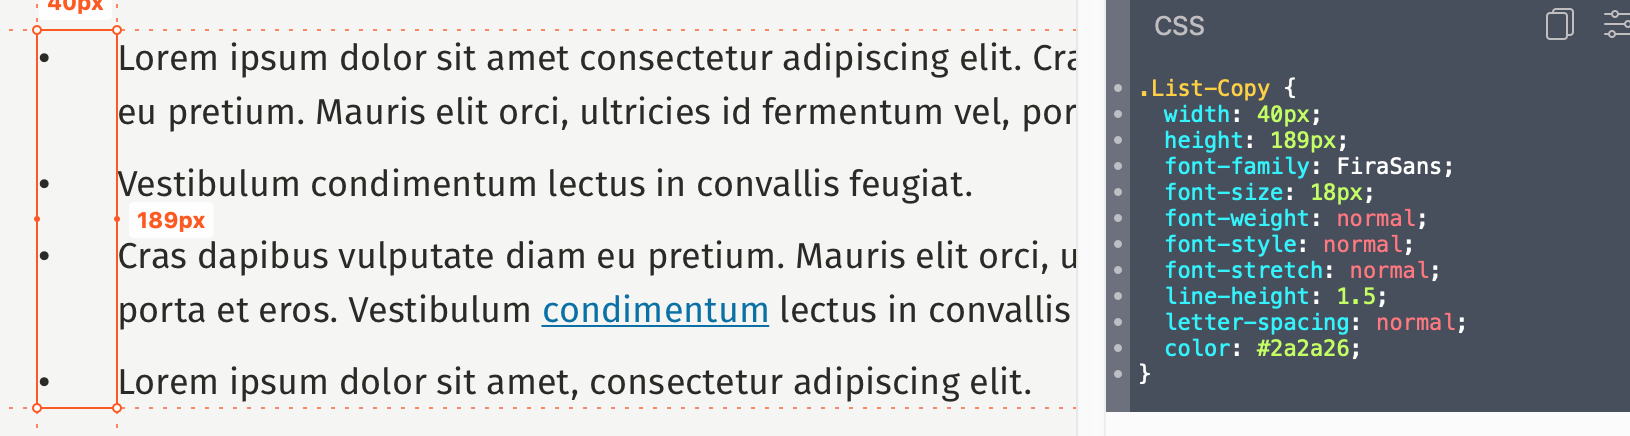 40px
• Lorem ipsum dolor sit amet consectetur adipiscing elit. Cra
eu pretium. Mauris elit orci, ultricies id fermentum vel, por
• Vestibulum condimentum lectus in convallis feugiat.
189px
• Cras dapibus vulputate diam eu pretium. Mauris elit orci, u
porta et eros. Vestibulum condimentum lectus in convallis
• Lorem ipsum dolor sit amet, consectetur adipiscing elit.
CSS
.List-Copy {
width: 40px;
height: 189px;
font-family: FiraSans;
font-size: 18px;
font-weight: normal;
font-style: normal;
font-stretch: normal;
line-height: 1.5;
letter-spacing: normal;
color: #2a2a26;
}